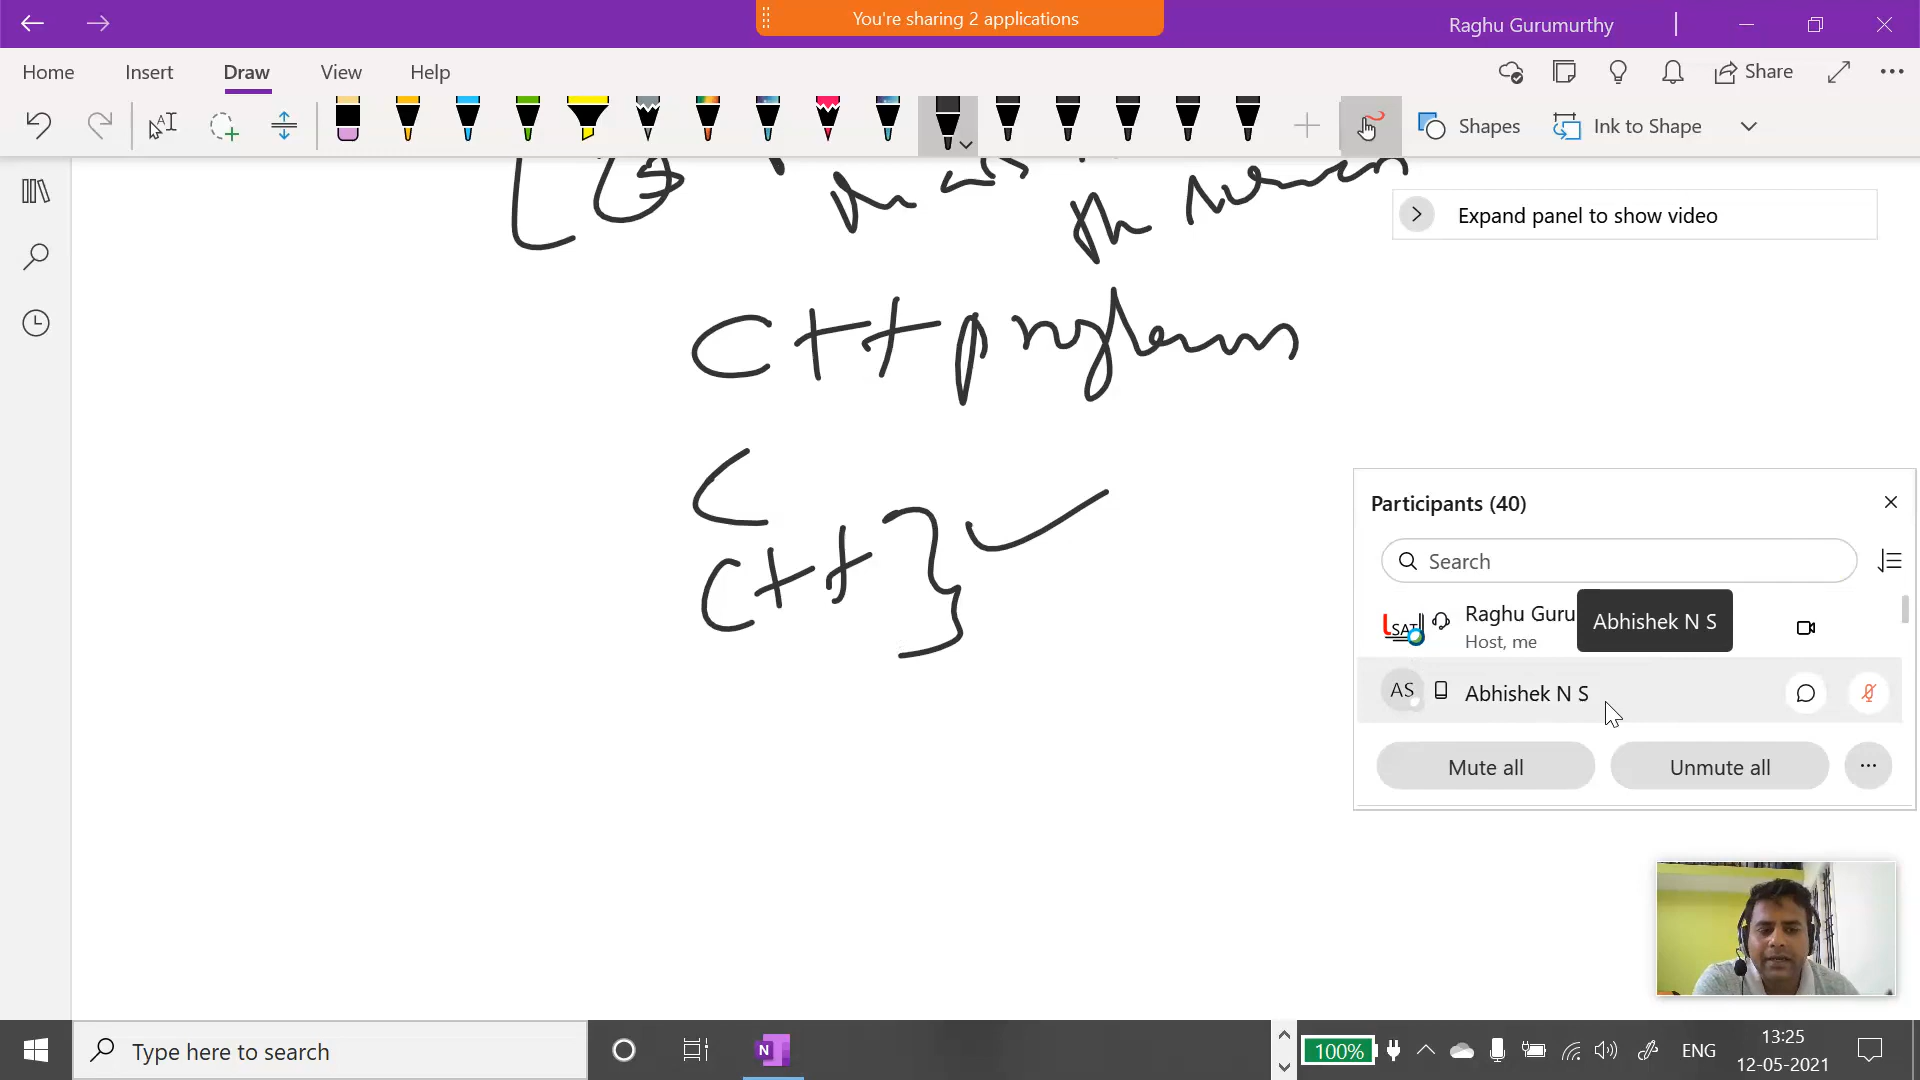 You're sharing 2 applications
Raghu Gurumurthy
Home Insert Draw View Help
Share
Shapes
Ink to Shape
Expand panel to show video
C++ programs
C
C++
Participants (40)
Search
SAT
Raghu Guru
Host, me
Abhishek N S
AS
Abhishek N S
Mute all
Unmute all
N
Type here to search
100%
ENG
13:25
12-05-2021